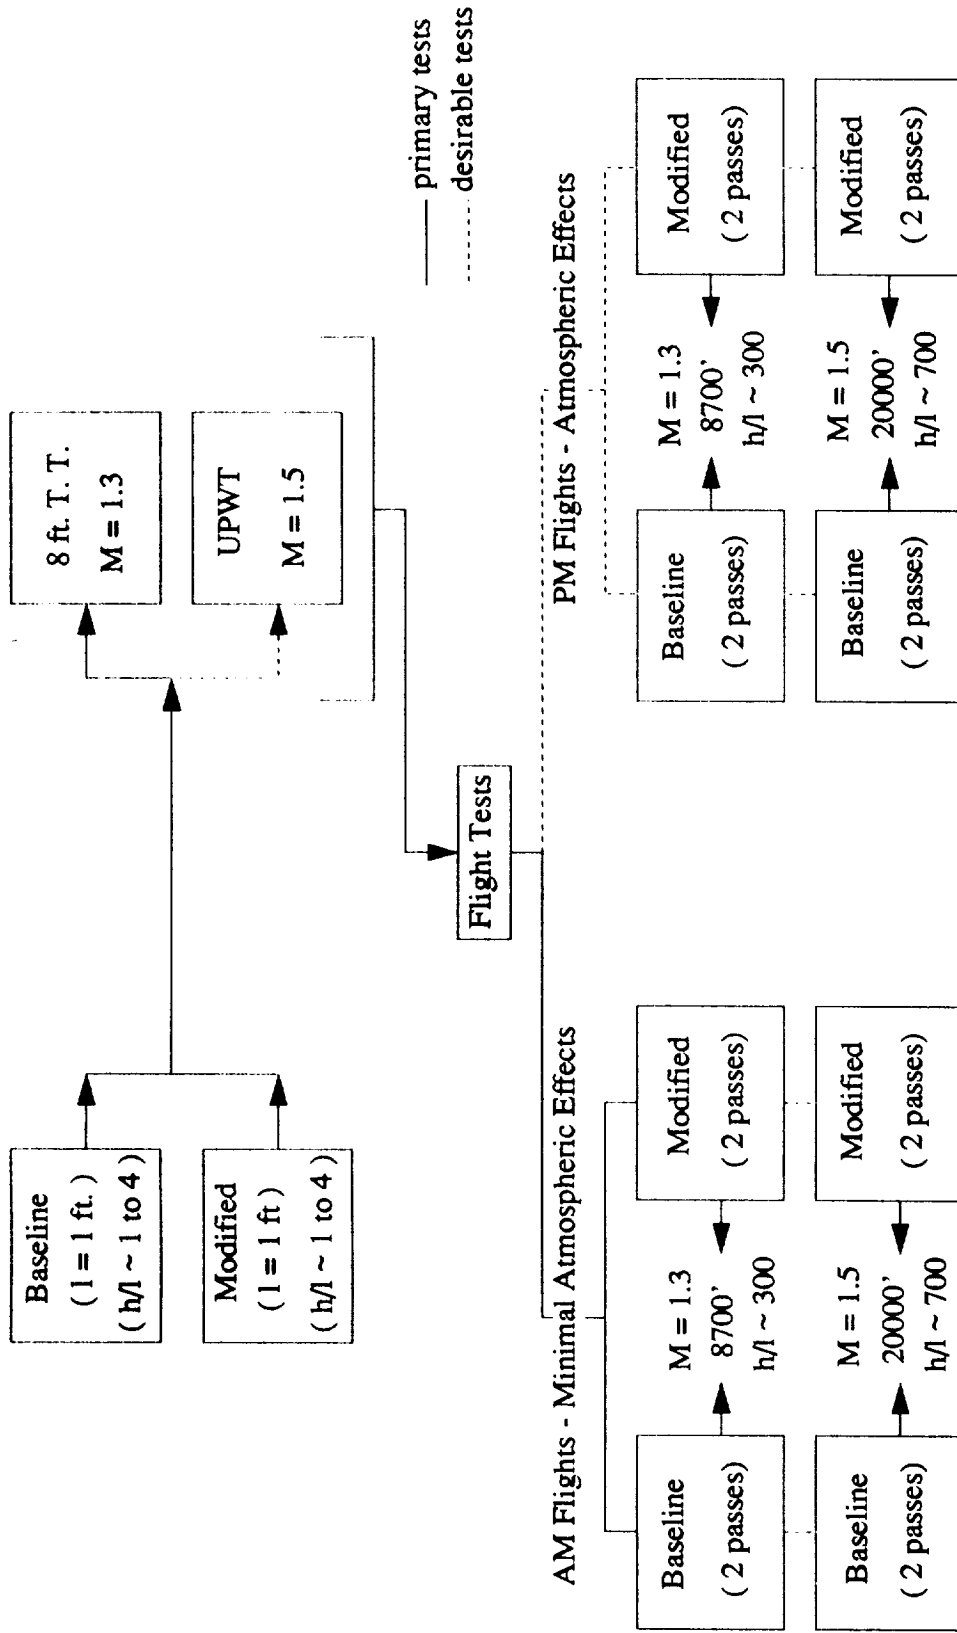 Baseline
( l = 1 ft. )
( h/l ~ 1 to 4 )
Modified
( l = 1 ft )
( h/l ~ 1 to 4 )
8 ft. T. T.
M = 1.3
UPWT
M = 1.5
primary tests
desirable tests
Flight Tests
AM Flights - Minimal Atmospheric Effects
Baseline
( 2 passes)
M = 1.3
8700'
h/l ~ 300
Modified
( 2 passes)
Baseline
( 2 passes)
M = 1.5
20000'
h/l ~ 700
Modified
( 2 passes)
PM Flights - Atmospheric Effects
Baseline
( 2 passes)
M = 1.3
8700'
h/l ~ 300
Modified
( 2 passes)
Baseline
( 2 passes)
M = 1.5
20000'
h/l ~ 700
Modified
( 2 passes)